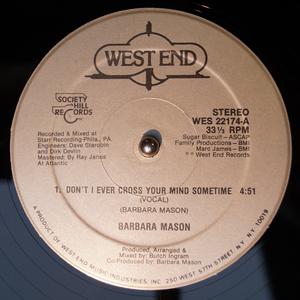 WEST END
SOCIETY
HILL
RECORDS
Recorded & Mixed at
Starr Recording-Phila., PA.
Engineers: Dave Starobin
and Dirk Devlin
Mastered: By Ray Janos
At Atlantic
STEREO
WES 22174-A
33⅓ RPM
Sugar Biscuit - ASCAP
Family Productions - BMI
Marc James - BMI
West End Records
1. DON'T I EVER CROSS YOUR MIND SOMETIME 4:51
(VOCAL)
(BARBARA MASON)
BARBARA MASON
Produced, Arranged &
Mixed by: Butch Ingram
Co-Produced by: Barbara Mason
A PRODUCT OF WEST END MUSIC INDUSTRIES, INC 250 WEST 57TH STREET, N.Y. N.Y. 10019